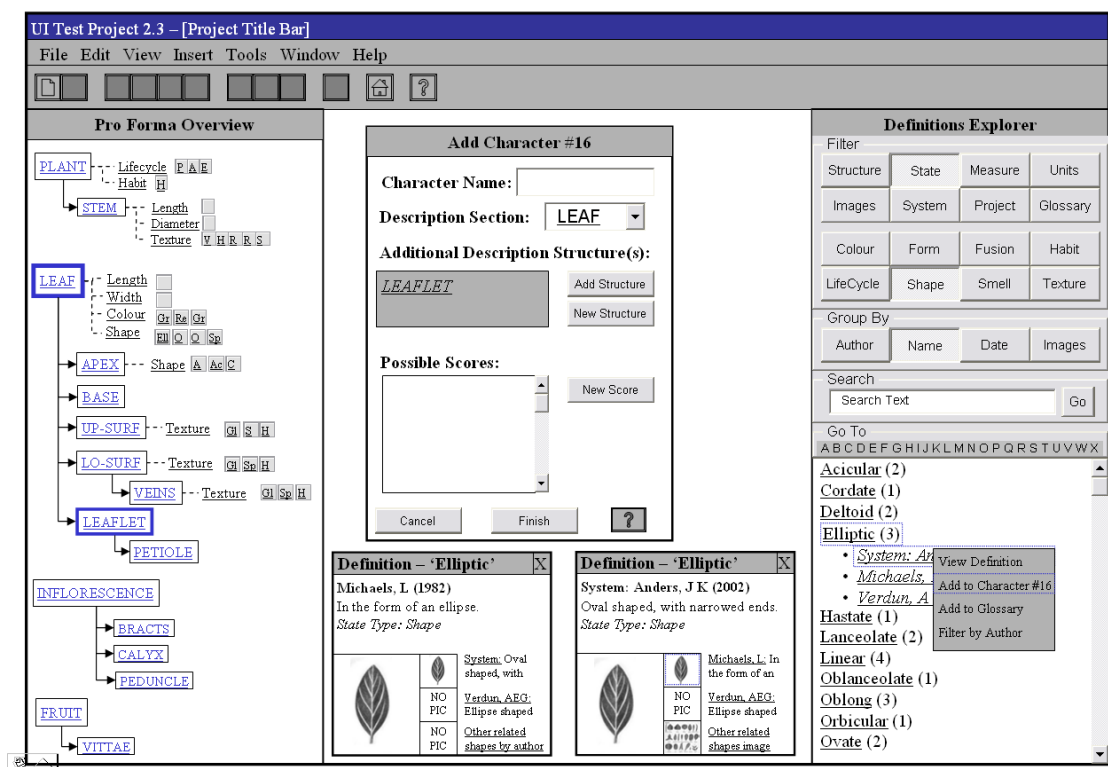 UI Test Project 2.3 – [Project Title Bar]
File Edit View Insert Tools Window Help
?
Pro Forma Overview
PLANT Lifecycle P A E
Habit H
STEM Length
Diameter
Texture V H R R S
LEAF Length
Width
Colour Gr Re Gr
Shape Ell O O Sp
APEX Shape A Ac C
BASE
UP-SURF Texture Gl S H
LO-SURF Texture Gl Sp H
VEINS Texture Gl Sp H
LEAFLET
PETIOLE
INFLORESCENCE
BRACTS
CALYX
PEDUNCLE
FRUIT
VITTAE
Add Character #16
Character Name:
Description Section: LEAF
Additional Description Structure(s):
LEAFLET
Add Structure
New Structure
Possible Scores:
New Score
Cancel Finish ?
Definition – ‘Elliptic’ X
Michaels, L (1982)
In the form of an ellipse.
State Type: Shape
System: Oval
shaped, with
NO PIC
Verdun, AEG:
Ellipse shaped
NO PIC
Other related
shapes by author
Definition – ‘Elliptic’ X
System: Anders, J K (2002)
Oval shaped, with narrowed ends.
State Type: Shape
Michaels, L: In
the form of an
NO PIC
Verdun, AEG:
Ellipse shaped
Other related
shapes image
Definitions Explorer
Filter
Structure State Measure Units
Images System Project Glossary
Colour Form Fusion Habit
LifeCycle Shape Smell Texture
Group By
Author Name Date Images
Search
Search Text Go
Go To
A B C D E F G H I J K L M N O P Q R S T U V W X
Acicular (2)
Cordate (1)
Deltoid (2)
Elliptic (3)
• System: An
• Michaels,
• Verdun, A
View Definition
Add to Character #16
Add to Glossary
Filter by Author
Hastate (1)
Lanceolate (2)
Linear (4)
Oblanceolate (1)
Oblong (3)
Orbicular (1)
Ovate (2)